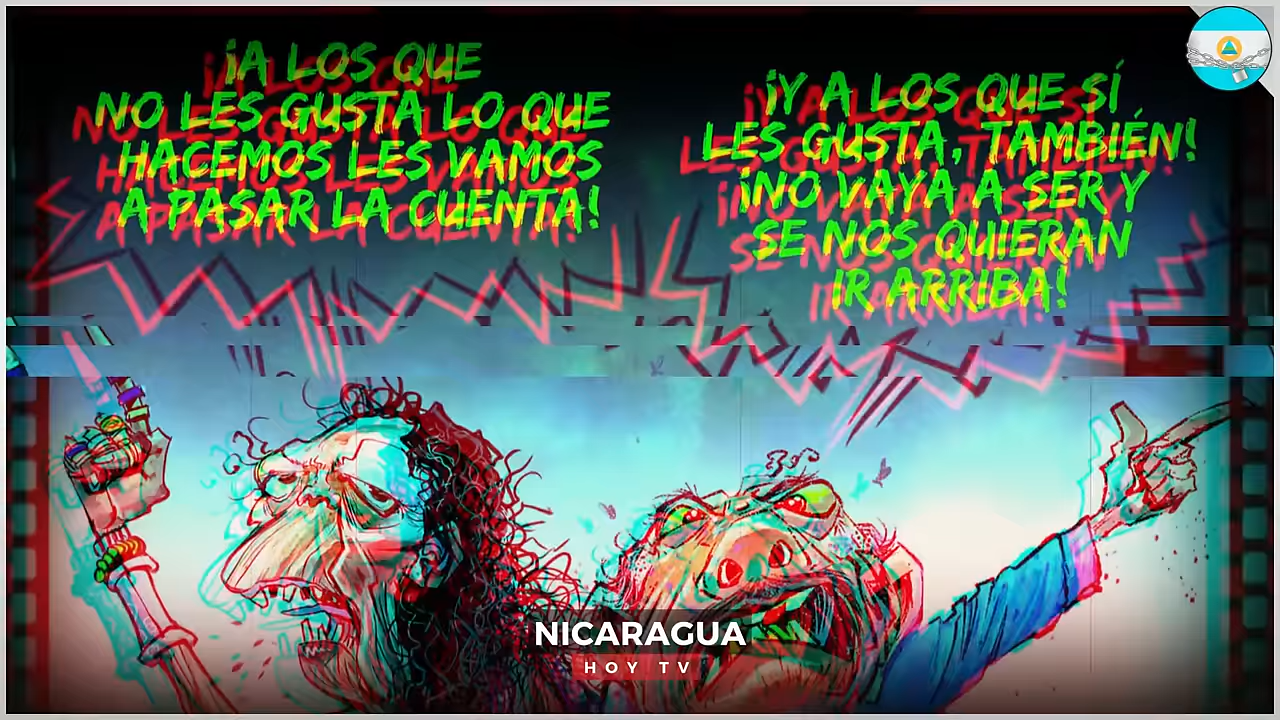 ¡A LOS QUE
NO LES GUSTA LO QUE
HACEMOS LES VAMOS
A PASAR LA CUENTA!
¡Y A LOS QUE SÍ
LES GUSTA, TAMBIÉN!
¡NO VAYA A SER Y
SE NOS QUIERAN
IR ARRIBA!
NICARAGUA
HOY TV